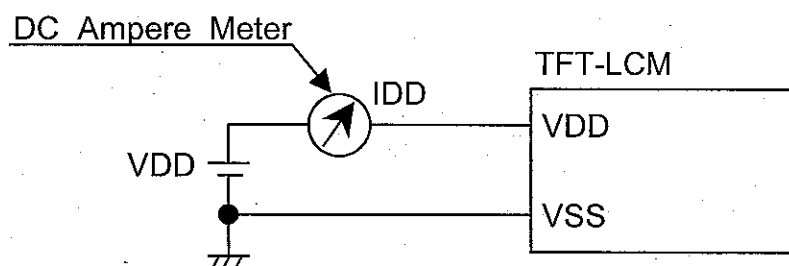 DC Ampere Meter
TFT-LCM
IDD
VDD
VDD
VSS